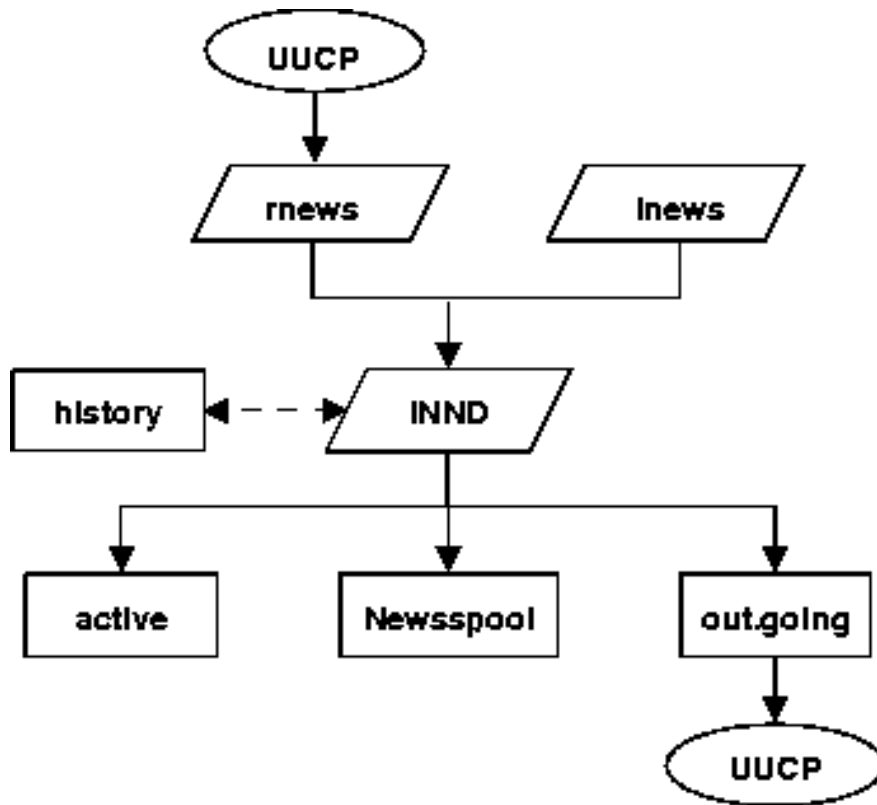 UUCP
rnews
inews
history
INND
active
Newsspool
out.going
UUCP